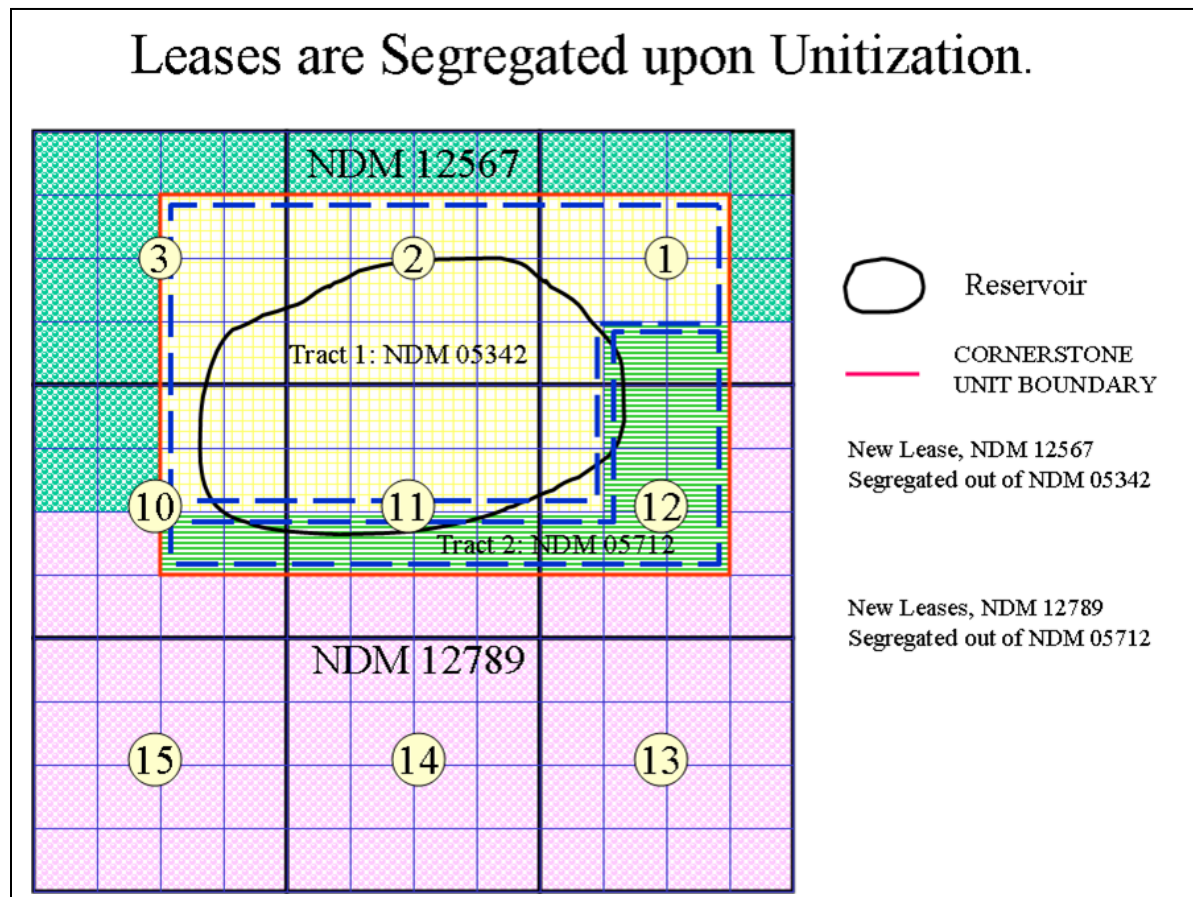 Leases are Segregated upon Unitization.
NDM 12567
3
2
1
Tract 1: NDM 05342
10
11
12
Tract 2: NDM 05712
NDM 12789
15
14
13
Reservoir
CORNERSTONE
UNIT BOUNDARY
New Lease, NDM 12567
Segregated out of NDM 05342
New Leases, NDM 12789
Segregated out of NDM 05712